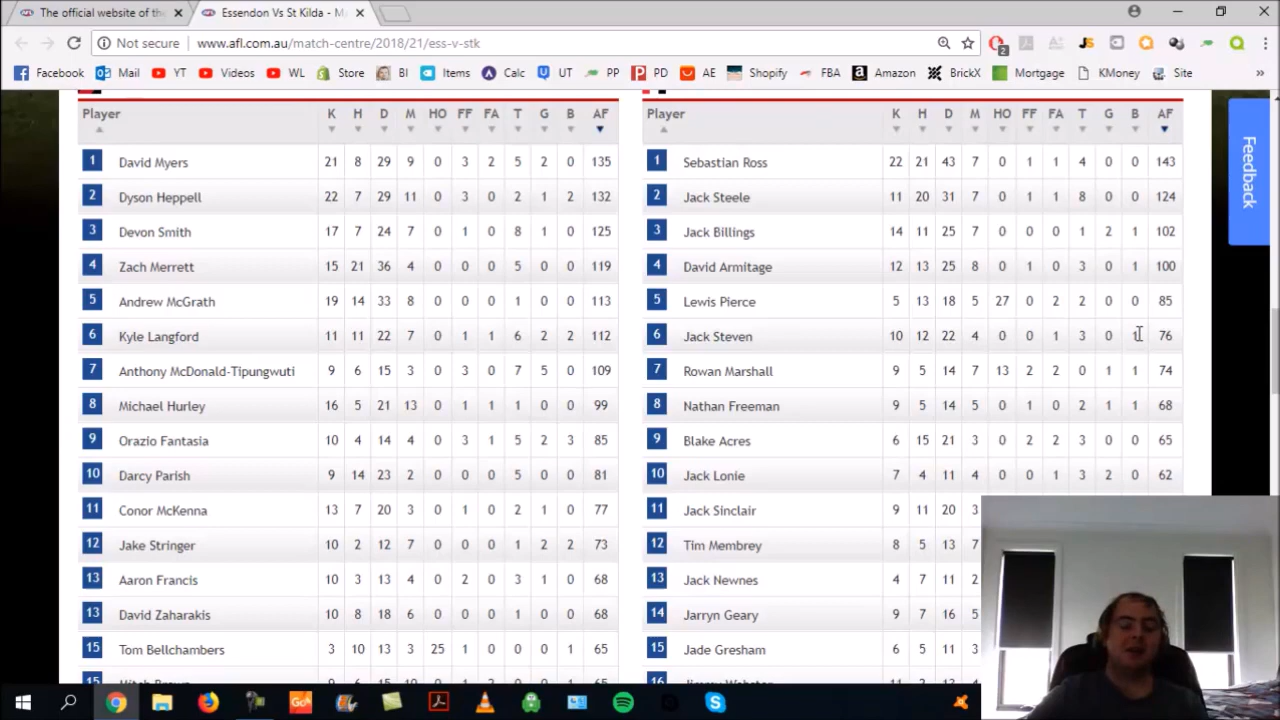 The official website of the
Essendon Vs St Kilda - M
Not secure www.afl.com.au/match-centre/2018/21/ess-v-stk
2
Facebook Mail YT Videos WL Store BI Items Calc UT PP PD AE Shopify FBA Amazon BrickX Mortgage KMoney Site »
Player K H D M HO FF FA T G B AF
1 David Myers 21 8 29 9 0 3 2 5 2 0 135
2 Dyson Heppell 22 7 29 11 0 3 0 2 1 2 132
3 Devon Smith 17 7 24 7 0 1 0 8 1 0 125
4 Zach Merrett 15 21 36 4 0 0 0 5 0 0 119
5 Andrew McGrath 19 14 33 8 0 0 0 1 0 0 113
6 Kyle Langford 11 11 22 7 0 1 1 6 2 2 112
7 Anthony McDonald-Tipungwuti 9 6 15 3 0 3 0 7 5 0 109
8 Michael Hurley 16 5 21 13 0 1 1 1 0 0 99
9 Orazio Fantasia 10 4 14 4 0 3 1 5 2 3 85
10 Darcy Parish 9 14 23 2 0 0 0 5 0 0 81
11 Conor McKenna 13 7 20 3 0 1 0 2 1 0 77
12 Jake Stringer 10 2 12 7 0 0 0 1 2 2 73
13 Aaron Francis 10 3 13 4 0 2 0 3 1 0 68
13 David Zaharakis 10 8 18 6 0 0 0 1 0 0 68
15 Tom Bellchambers 3 10 13 3 25 1 0 0 0 1 65
Player K H D M HO FF FA T G B AF
1 Sebastian Ross 22 21 43 7 0 1 1 4 0 0 143
2 Jack Steele 11 20 31 7 0 1 1 8 0 0 124
3 Jack Billings 14 11 25 7 0 0 0 1 2 1 102
4 David Armitage 12 13 25 8 0 1 0 3 0 1 100
5 Lewis Pierce 5 13 18 5 27 0 2 2 0 0 85
6 Jack Steven 10 12 22 4 0 0 1 3 0 1 76
7 Rowan Marshall 9 5 14 7 13 2 2 0 1 1 74
8 Nathan Freeman 9 5 14 5 0 1 0 2 1 1 68
9 Blake Acres 6 15 21 3 0 2 2 3 0 0 65
10 Jack Lonie 7 4 11 4 0 0 1 3 2 0 62
11 Jack Sinclair 9 11 20 3
12 Tim Membrey 8 5 13 7
13 Jack Newnes 4 7 11 2
14 Jarryn Geary 9 7 16 5
15 Jade Gresham 6 5 11 3
Feedback